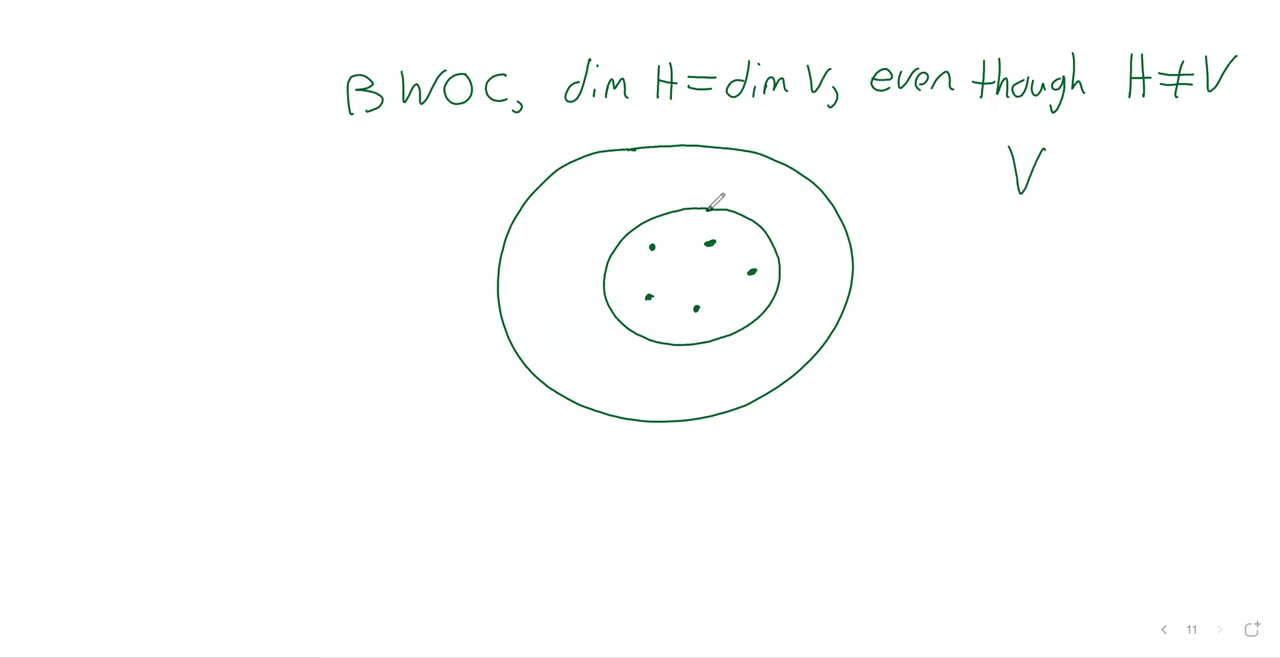 BWOC, dim H = dim V, even though H ≠ V
V
11